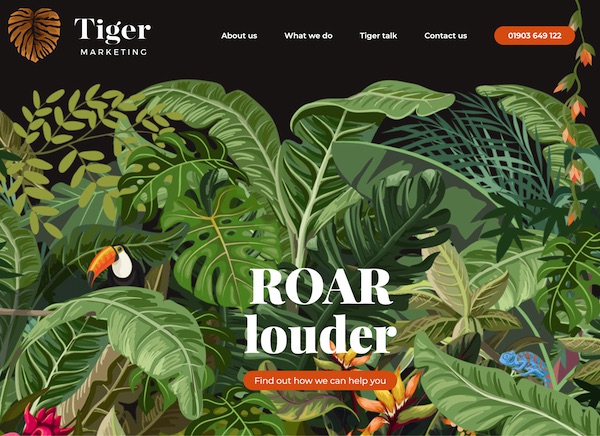 Tiger
MARKETING
About us
What we do
Tiger talk
Contact us
01903 649 122
ROAR
louder
Find out how we can help you